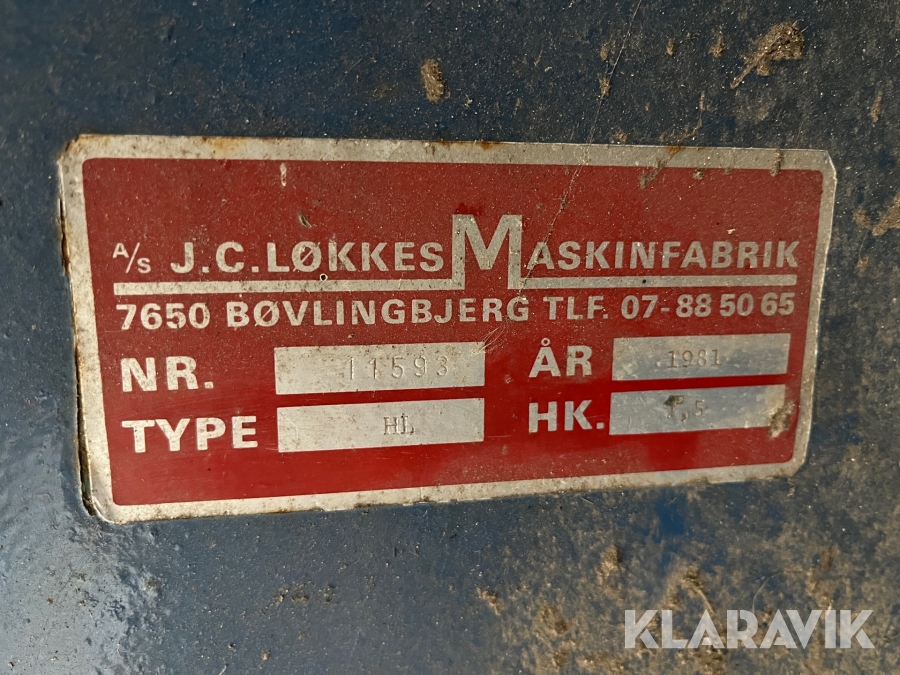 A/S J.C. LØKKES MASKINFABRIK
7650 BØVLINGBJERG TLF. 07-88 50 65
NR. 11593 ÅR 1981
TYPE HL HK.
KLARAVIK